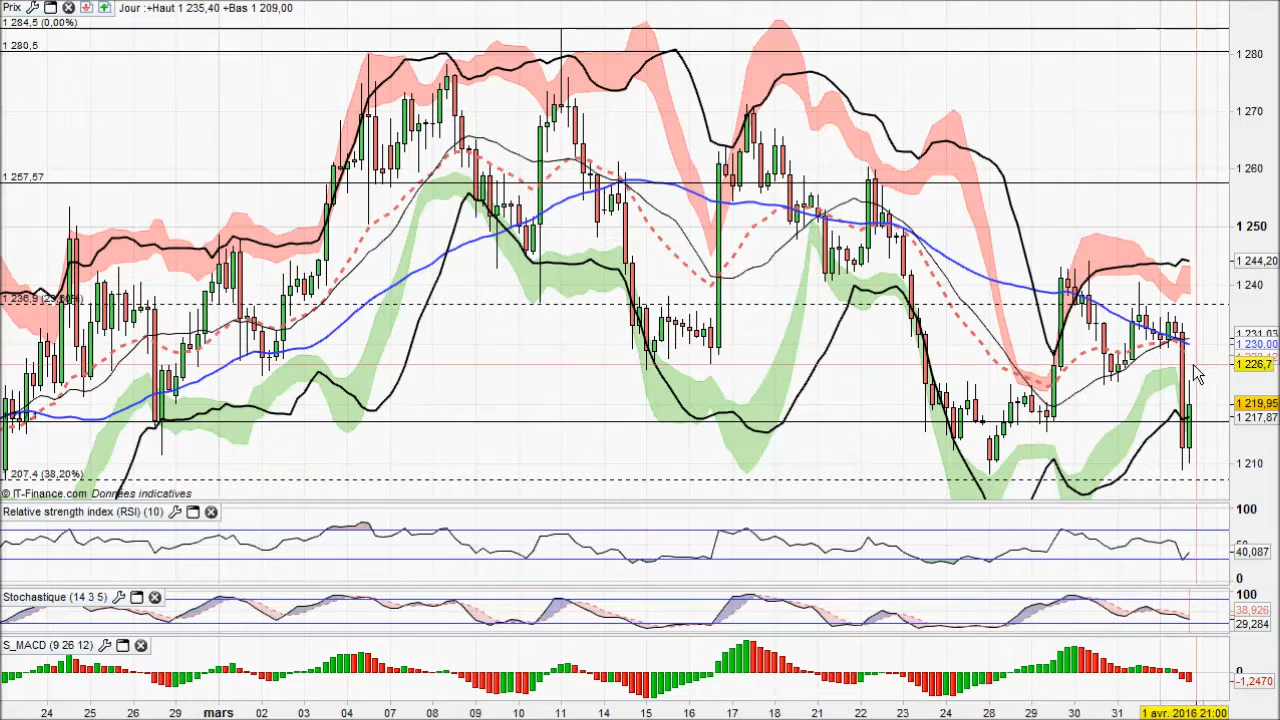 Prix Jour :+Haut 1 235,40 +Bas 1 209,00
1 284,5 (0,00%)
1 280,5
1 280
1 270
1 260
1 257,57
1 250
1 244,20
1 240
1 236,9 (23,60%)
1 231,03
1 230,00
1 226,7
1 219,95
1 217,87
1 210
1 207,4 (38,20%)
© IT-Finance.com Données indicatives
Relative strength index (RSI) (10)
100
40,087
0
Stochastique (14 3 5)
100
38,926
29,284
S_MACD (9 26 12)
0
-1,2470
24 25 26 29 mars 02 03 04 07 08 09 10 11 14 15 16 17 18 21 22 23 24 28 29 30 31 1 avr. 2016 21:00